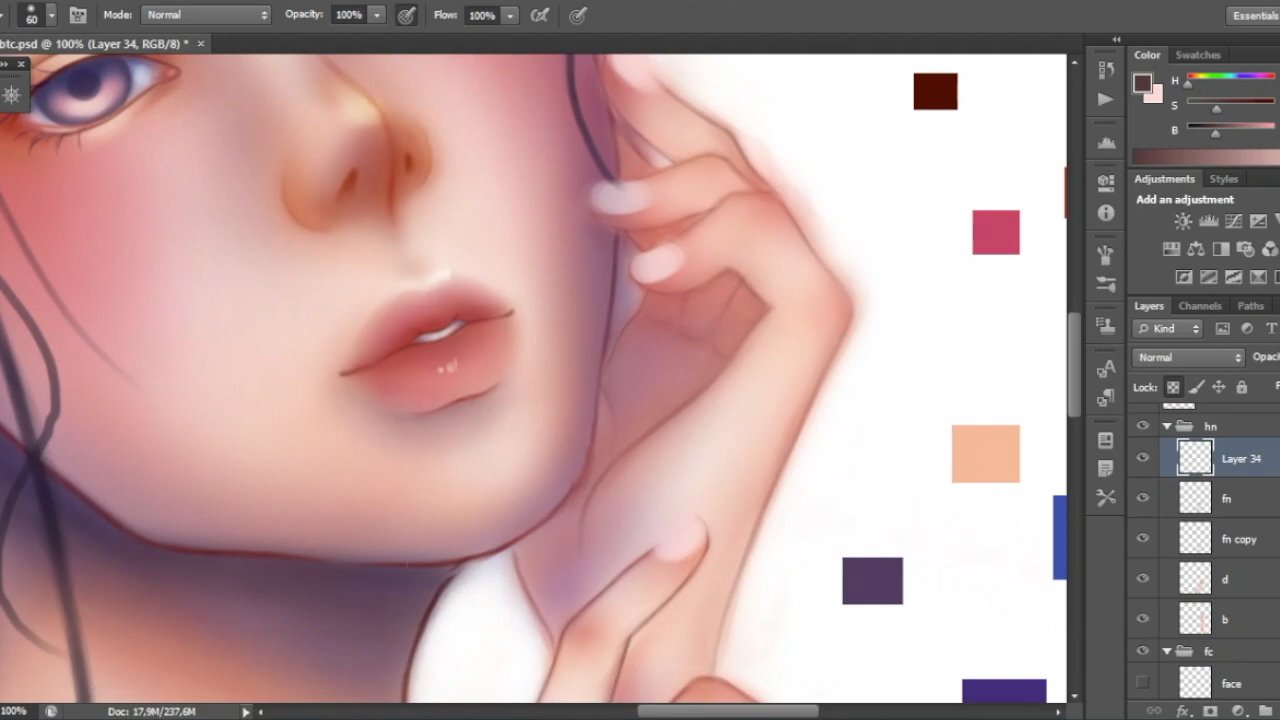 60 Mode: Normal Opacity: 100% Flow: 100% Essentials
btc.psd @ 100% (Layer 34, RGB/8) * ×
Color Swatches
H
S
B
Adjustments Styles
Add an adjustment
Layers Channels Paths
Kind
Normal Opac
Lock:
hn
Layer 34
fn
fn copy
d
b
fc
face
100% Doc: 17,9M/237,6M